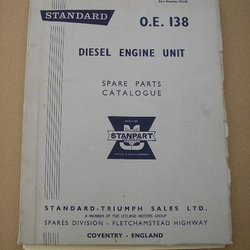 STANDARD
O.E. 138
DIESEL ENGINE UNIT
SPARE PARTS
CATALOGUE
STANPART
STANDARD-TRIUMPH SALES LTD.
A MEMBER OF THE LEYLAND MOTORS GROUP
SPARES DIVISION - FLETCHAMSTEAD HIGHWAY
COVENTRY - ENGLAND